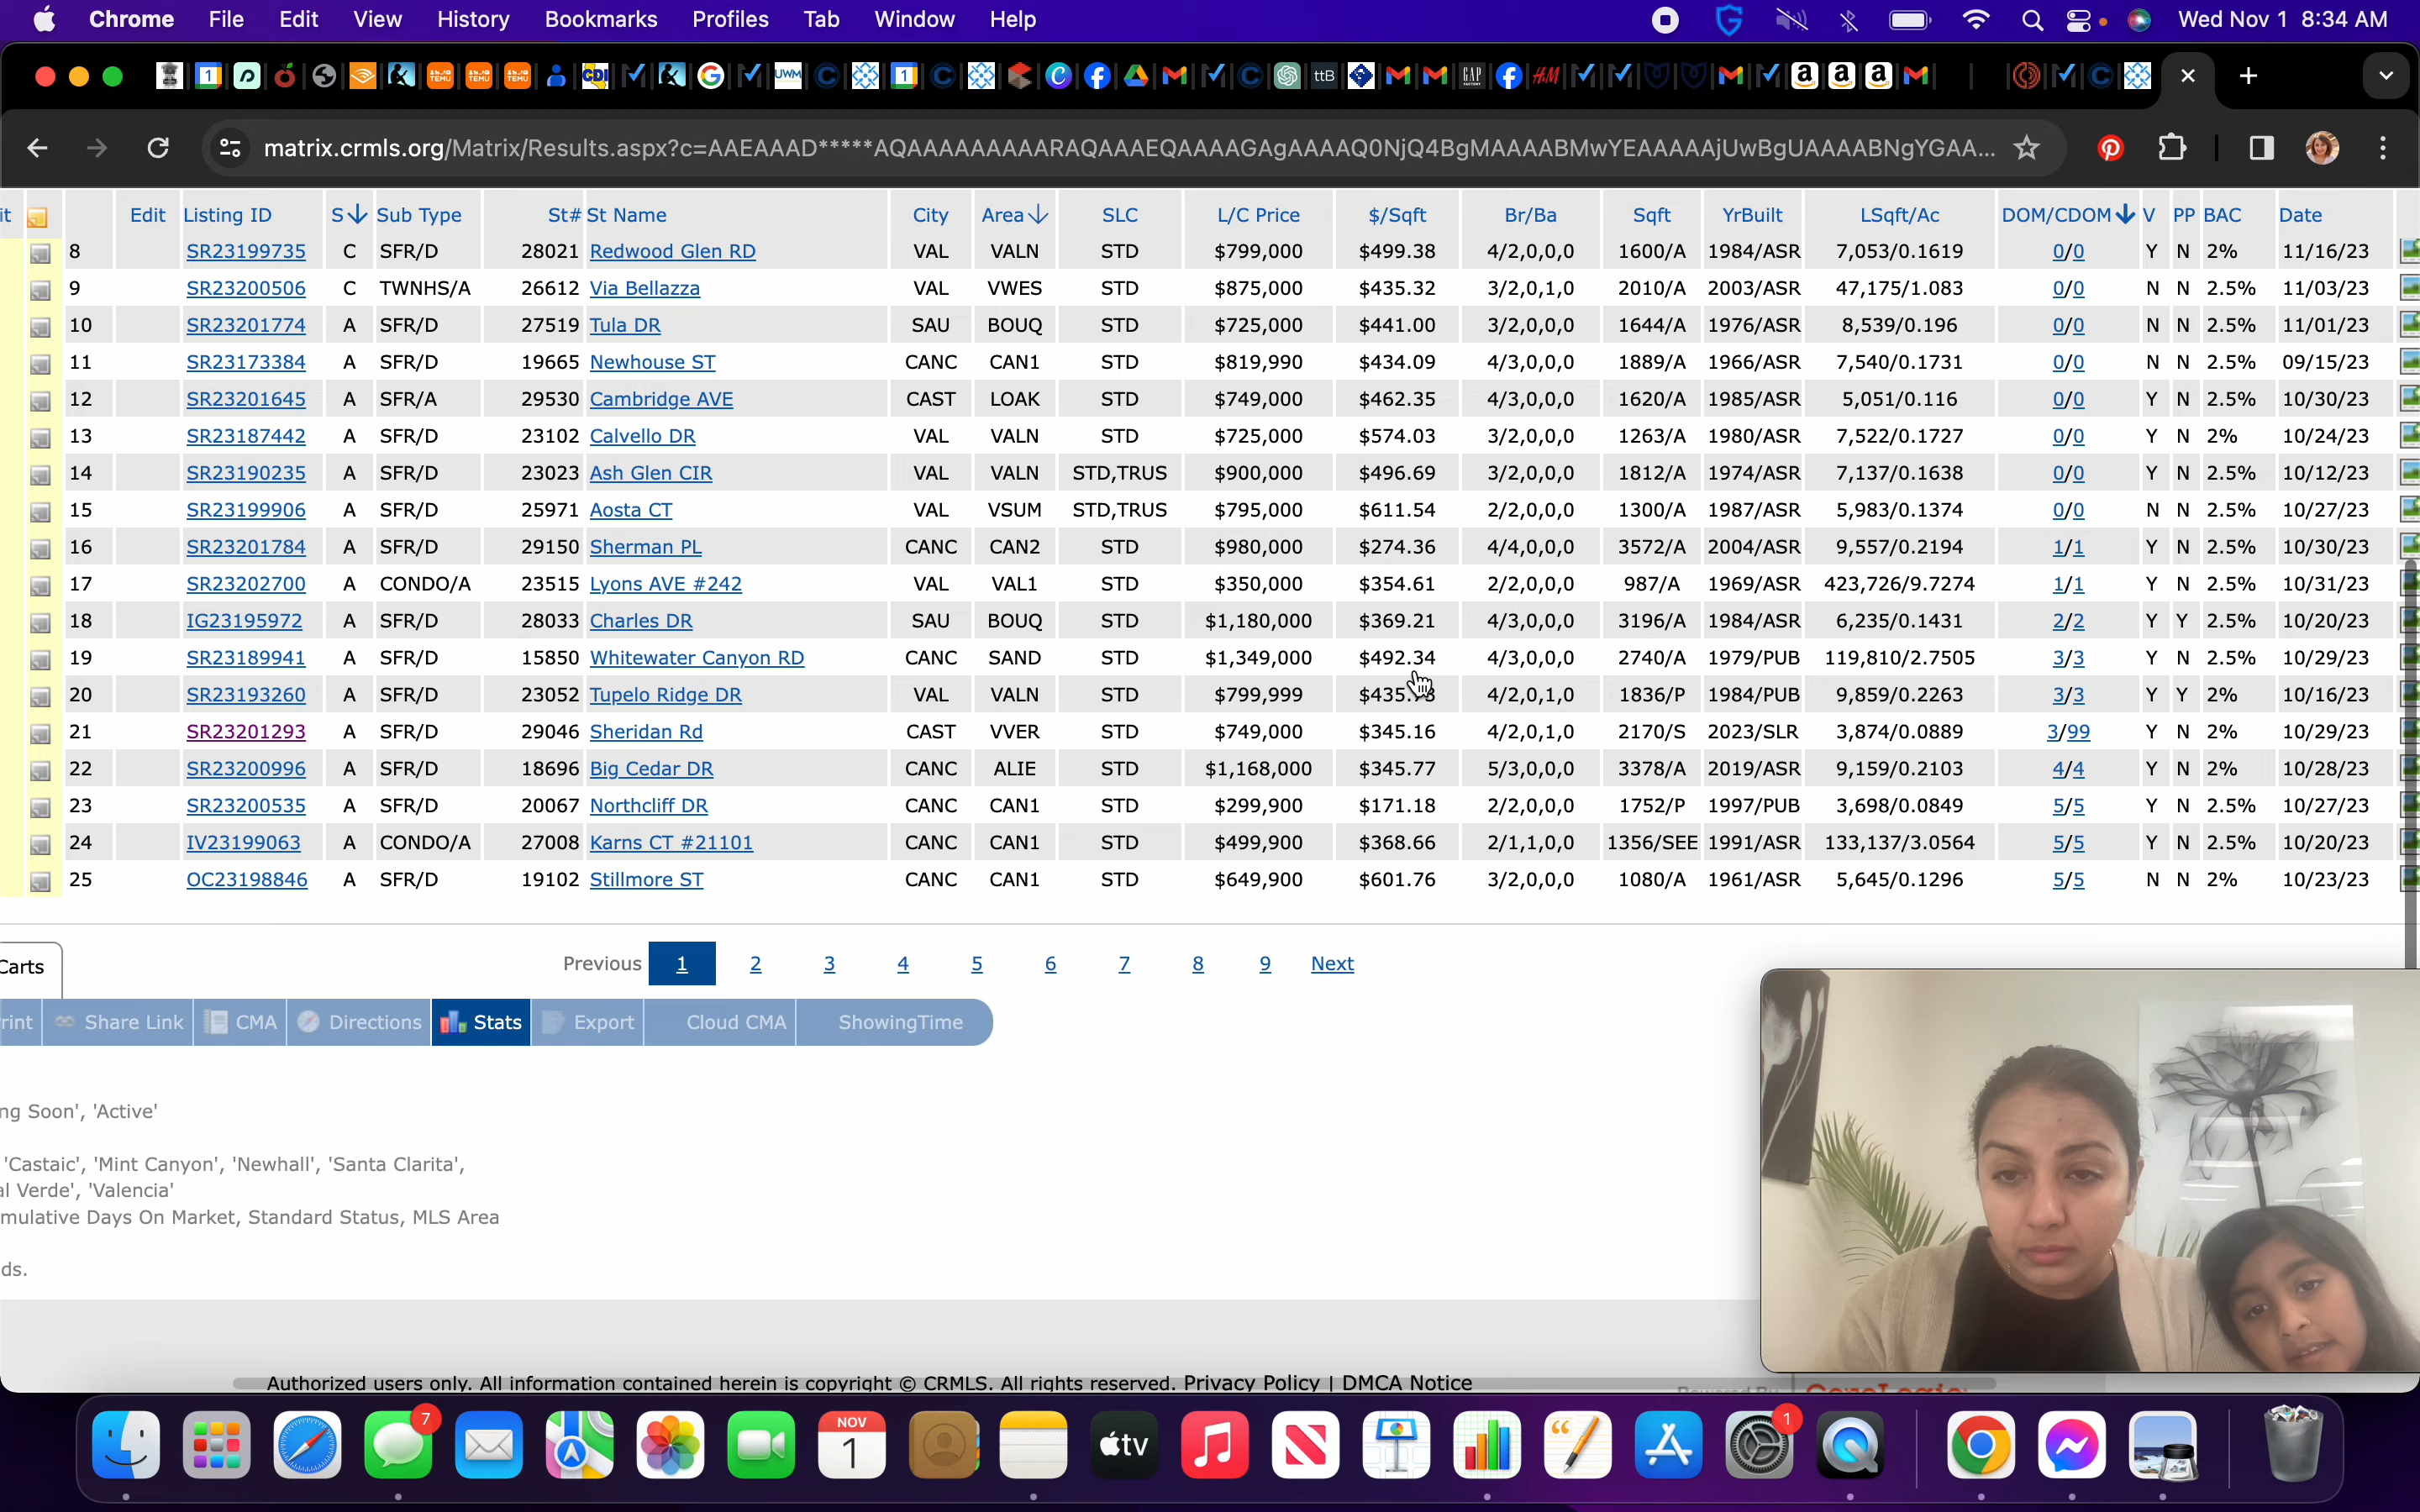 Chrome File Edit View History Bookmarks Profiles Tab Window Help Wed Nov 1 8:34 AM
matrix.crmls.org/Matrix/Results.aspx?c=AAEAAAD*****AQAAAAAAAAARAQAAAEQAAAAGAgAAAAQ0NjQ4BgMAAAABMwYEAAAAAjUwBgUAAAABNgYGAA...
it Edit Listing ID S Sub Type St# St Name City Area SLC L/C Price $/Sqft Br/Ba Sqft YrBuilt LSqft/Ac DOM/CDOM V PP BAC Date
8 SR23199735 C SFR/D 28021 Redwood Glen RD VAL VALN STD $799,000 $499.38 4/2,0,0,0 1600/A 1984/ASR 7,053/0.1619 0/0 Y N 2% 11/16/23
9 SR23200506 C TWNHS/A 26612 Via Bellazza VAL VWES STD $875,000 $435.32 3/2,0,1,0 2010/A 2003/ASR 47,175/1.083 0/0 N N 2.5% 11/03/23
10 SR23201774 A SFR/D 27519 Tula DR SAU BOUQ STD $725,000 $441.00 3/2,0,0,0 1644/A 1976/ASR 8,539/0.196 0/0 N N 2.5% 11/01/23
11 SR23173384 A SFR/D 19665 Newhouse ST CANC CAN1 STD $819,990 $434.09 4/3,0,0,0 1889/A 1966/ASR 7,540/0.1731 0/0 N N 2.5% 09/15/23
12 SR23201645 A SFR/A 29530 Cambridge AVE CAST LOAK STD $749,000 $462.35 4/3,0,0,0 1620/A 1985/ASR 5,051/0.116 0/0 Y N 2.5% 10/30/23
13 SR23187442 A SFR/D 23102 Calvello DR VAL VALN STD $725,000 $574.03 3/2,0,0,0 1263/A 1980/ASR 7,522/0.1727 0/0 Y N 2% 10/24/23
14 SR23190235 A SFR/D 23023 Ash Glen CIR VAL VALN STD,TRUS $900,000 $496.69 3/2,0,0,0 1812/A 1974/ASR 7,137/0.1638 0/0 Y N 2.5% 10/12/23
15 SR23199906 A SFR/D 25971 Aosta CT VAL VSUM STD,TRUS $795,000 $611.54 2/2,0,0,0 1300/A 1987/ASR 5,983/0.1374 0/0 N N 2.5% 10/27/23
16 SR23201784 A SFR/D 29150 Sherman PL CANC CAN2 STD $980,000 $274.36 4/4,0,0,0 3572/A 2004/ASR 9,557/0.2194 1/1 Y N 2.5% 10/30/23
17 SR23202700 A CONDO/A 23515 Lyons AVE #242 VAL VAL1 STD $350,000 $354.61 2/2,0,0,0 987/A 1969/ASR 423,726/9.7274 1/1 Y N 2.5% 10/31/23
18 IG23195972 A SFR/D 28033 Charles DR SAU BOUQ STD $1,180,000 $369.21 4/3,0,0,0 3196/A 1984/ASR 6,235/0.1431 2/2 Y Y 2.5% 10/20/23
19 SR23189941 A SFR/D 15850 Whitewater Canyon RD CANC SAND STD $1,349,000 $492.34 4/3,0,0,0 2740/A 1979/PUB 119,810/2.7505 3/3 Y N 2.5% 10/29/23
20 SR23193260 A SFR/D 23052 Tupelo Ridge DR VAL VALN STD $799,999 4/2,0,1,0 1836/P 1984/PUB 9,859/0.2263 3/3 Y Y 2% 10/16/23
21 SR23201293 A SFR/D 29046 Sheridan Rd CAST VVER STD $749,000 $345.16 4/2,0,1,0 2170/S 2023/SLR 3,874/0.0889 3/99 Y N 2% 10/29/23
22 SR23200996 A SFR/D 18696 Big Cedar DR CANC ALIE STD $1,168,000 $345.77 5/3,0,0,0 3378/A 2019/ASR 9,159/0.2103 4/4 Y N 2% 10/28/23
23 SR23200535 A SFR/D 20067 Northcliff DR CANC CAN1 STD $299,900 $171.18 2/2,0,0,0 1752/P 1997/PUB 3,698/0.0849 5/5 Y N 2.5% 10/27/23
24 IV23199063 A CONDO/A 27008 Karns CT #21101 CANC CAN1 STD $499,900 $368.66 2/1,1,0,0 1356/SEE 1991/ASR 133,137/3.0564 5/5 Y N 2.5% 10/20/23
25 OC23198846 A SFR/D 19102 Stillmore ST CANC CAN1 STD $649,900 $601.76 3/2,0,0,0 1080/A 1961/ASR 5,645/0.1296 5/5 N N 2% 10/23/23
Carts
Previous 1 2 3 4 5 6 7 8 9 Next
rint Share Link CMA Directions Stats Export Cloud CMA ShowingTime
ng Soon', 'Active'
'Castaic', 'Mint Canyon', 'Newhall', 'Santa Clarita',
al Verde', 'Valencia'
mulative Days On Market, Standard Status, MLS Area
ds.
Authorized users only. All information contained herein is copyright © CRMLS. All rights reserved. Privacy Policy | DMCA Notice
7 NOV 1 tv 1